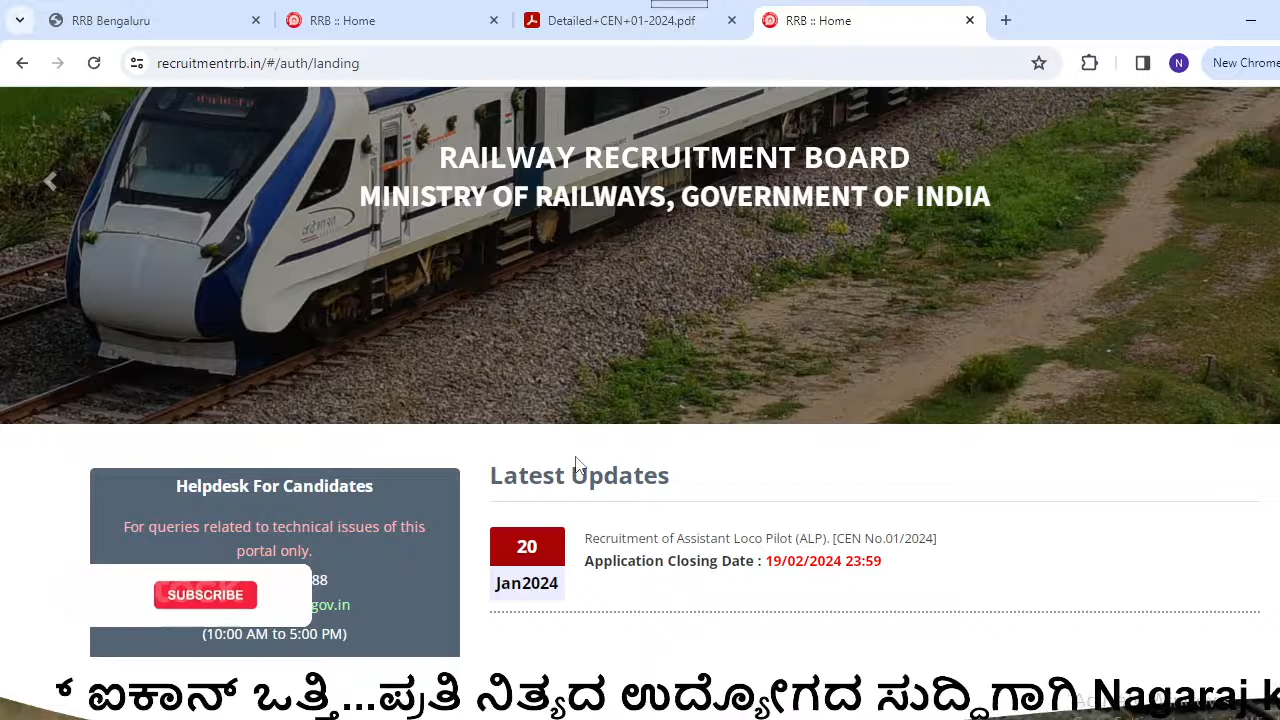 RRB Bengaluru
RRB :: Home
Detailed+CEN+01-2024.pdf
RRB :: Home
recruitmentrrb.in/#/auth/landing
N
New Chrome
RAILWAY RECRUITMENT BOARD
MINISTRY OF RAILWAYS, GOVERNMENT OF INDIA
वंदे भारत
Helpdesk For Candidates
For queries related to technical issues of this
portal only.
88
gov.in
(10:00 AM to 5:00 PM)
SUBSCRIBE
Latest Updates
20
Jan2024
Recruitment of Assistant Loco Pilot (ALP). [CEN No.01/2024]
Application Closing Date : 19/02/2024 23:59
ಐಕಾನ್ ಒತ್ತಿ...ಪ್ರತಿ ನಿತ್ಯದ ಉದ್ಯೋಗದ ಸುದ್ದಿಗಾಗಿ Nagaraj k